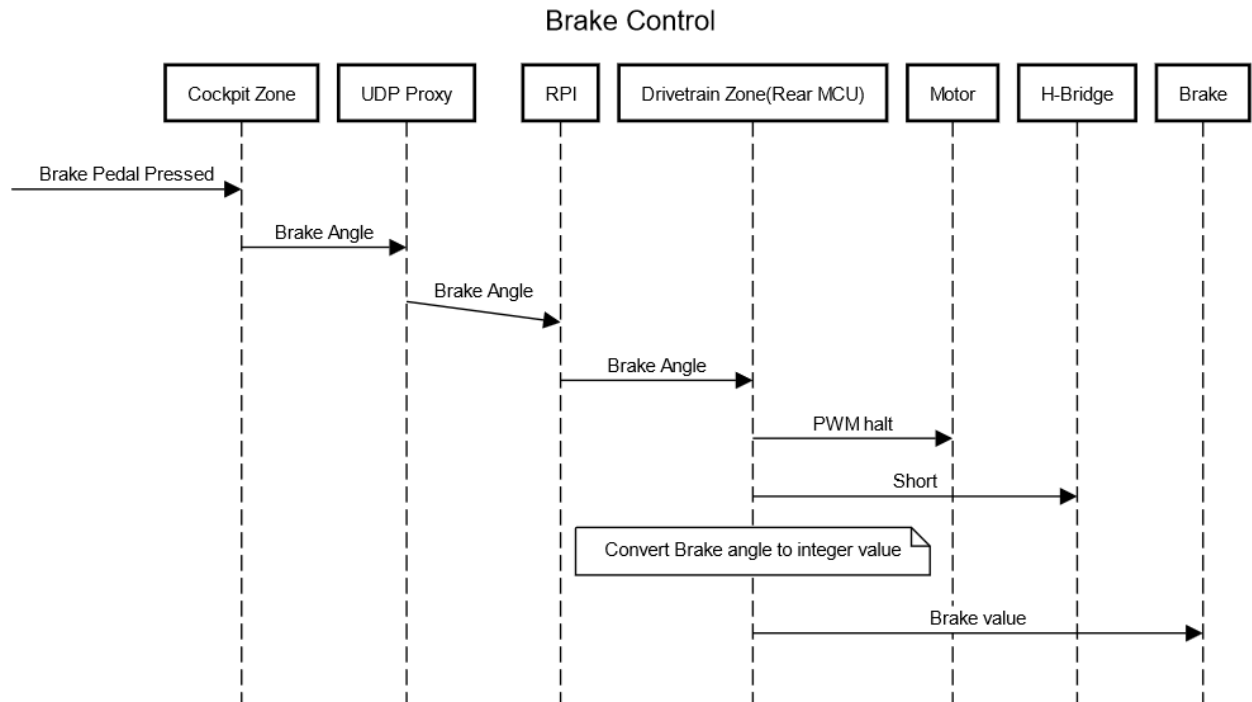 Brake Control
Cockpit Zone
UDP Proxy
RPI
Drivetrain Zone(Rear MCU)
Motor
H-Bridge
Brake
Brake Pedal Pressed
Brake Angle
Brake Angle
Brake Angle
PWM halt
Short
Convert Brake angle to integer value
Brake value